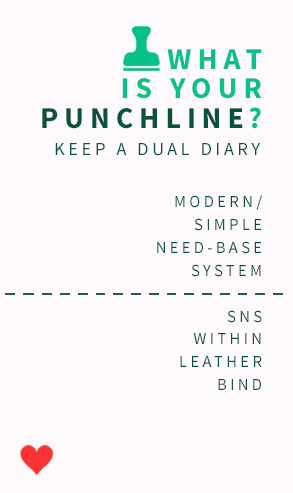 WHAT
IS YOUR
PUNCHLINE?
KEEP A DUAL DIARY
MODERN/
SIMPLE
NEED-BASE
SYSTEM
SNS
WITHIN
LEATHER
BIND